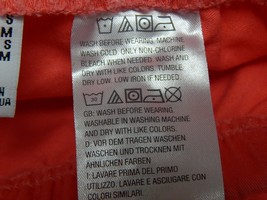 S
S
M
WASH BEFORE WEARING. MACHINE
WASH COLD. ONLY NON-CHLORINE
BLEACH WHEN NEEDED. WASH AND
DRY WITH LIKE COLORS. TUMBLE
DRY LOW. IRON IF NEEDED
GB: WASH BEFORE WEARING.
WASHABLE IN WASHING MACHINE
AND DRY WITH LIKE COLORS.
D: VOR DEM TRAGEN WASCHEN.
WASCHEN UND TROCKNEN MIT
ÄHNLICHEN FARBEN
I: LAVARE PRIMA DEL PRIMO
UTILIZZO. LAVARE E ASCIUGARE CON
COLORI SIMILARI.